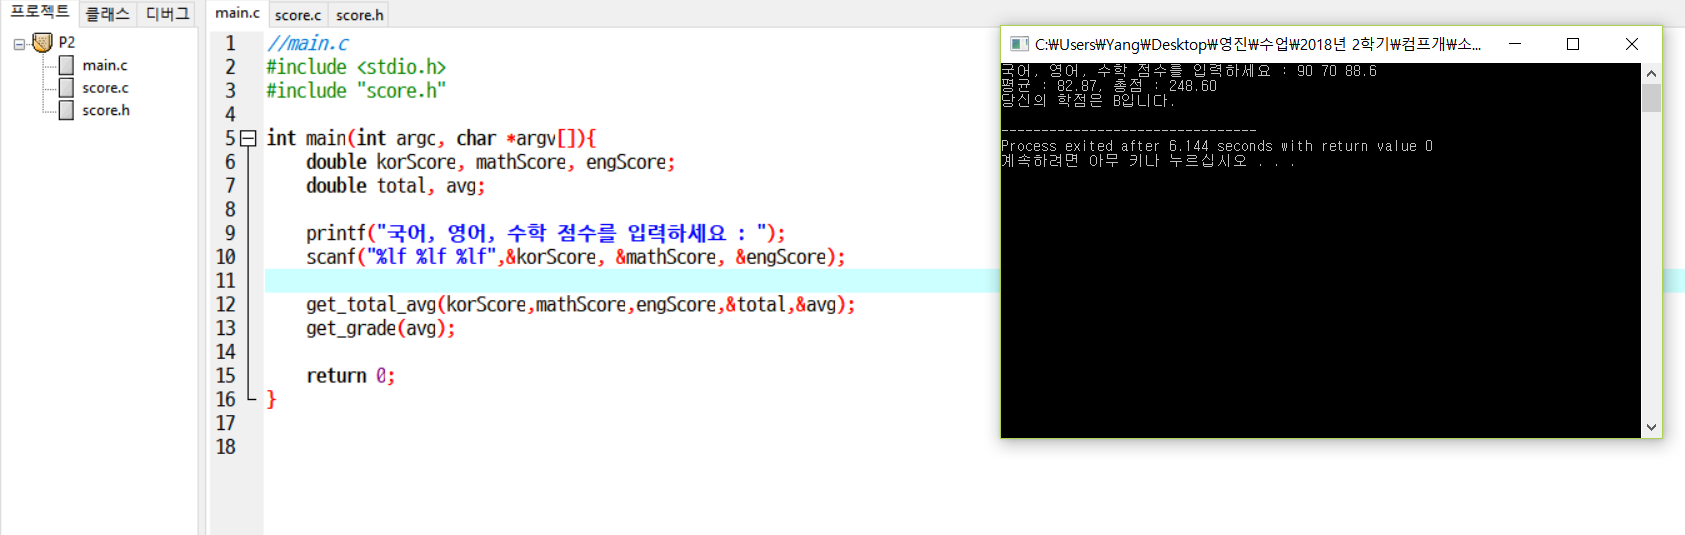 프로젝트 클래스 디버그
P2
main.c
score.c
score.h
main.c score.c score.h
1 //main.c
2 #include <stdio.h>
3 #include "score.h"
4
5 int main(int argc, char *argv[]){
6 double korScore, mathScore, engScore;
7 double total, avg;
8
9 printf("국어, 영어, 수학 점수를 입력하세요 : ");
10 scanf("%lf %lf %lf",&korScore, &mathScore, &engScore);
11
12 get_total_avg(korScore,mathScore,engScore,&total,&avg);
13 get_grade(avg);
14
15 return 0;
16 }
17
18
C:₩Users₩Yang₩Desktop₩영진₩수업₩2018년 2학기₩컴프개₩소...
국어, 영어, 수학 점수를 입력하세요 : 90 70 88.6
평균 : 82.87, 총점 : 248.60
당신의 학점은 B입니다.
--------------------------------
Process exited after 6.144 seconds with return value 0
계속하려면 아무 키나 누르십시오 . . .